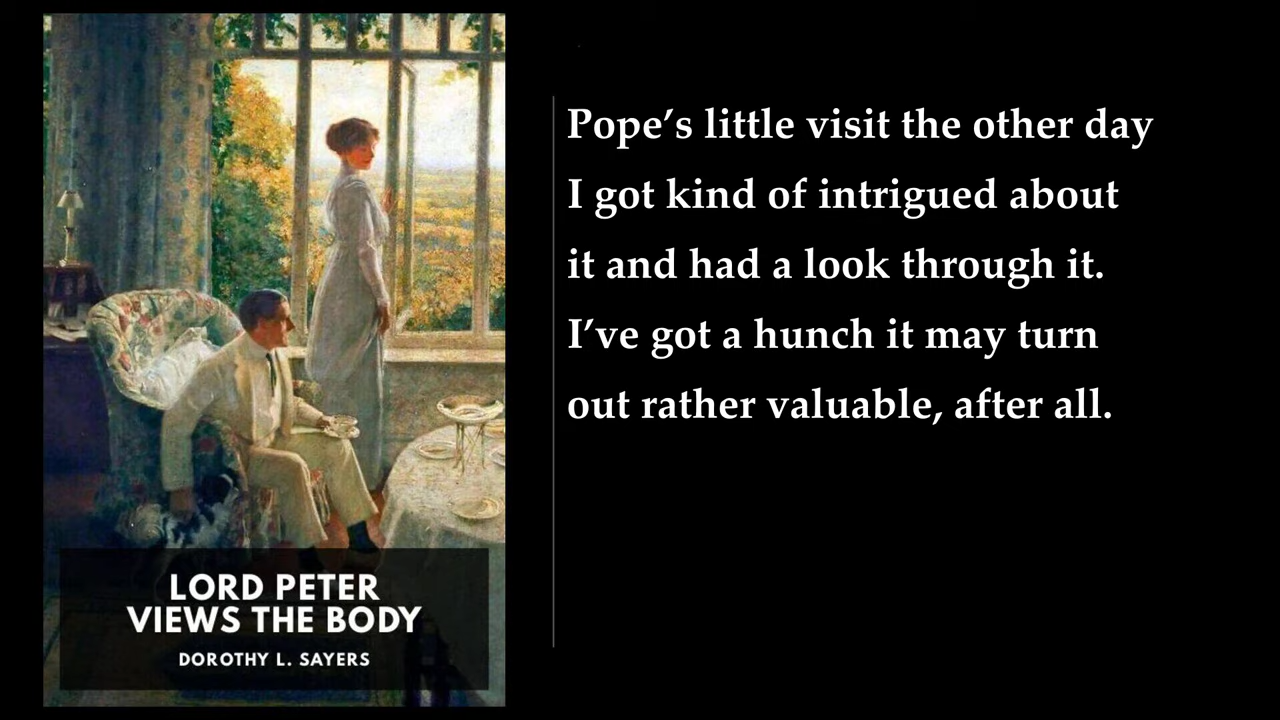 Pope’s little visit the other day
I got kind of intrigued about
it and had a look through it.
I’ve got a hunch it may turn
out rather valuable, after all.
LORD PETER
VIEWS THE BODY
DOROTHY L. SAYERS